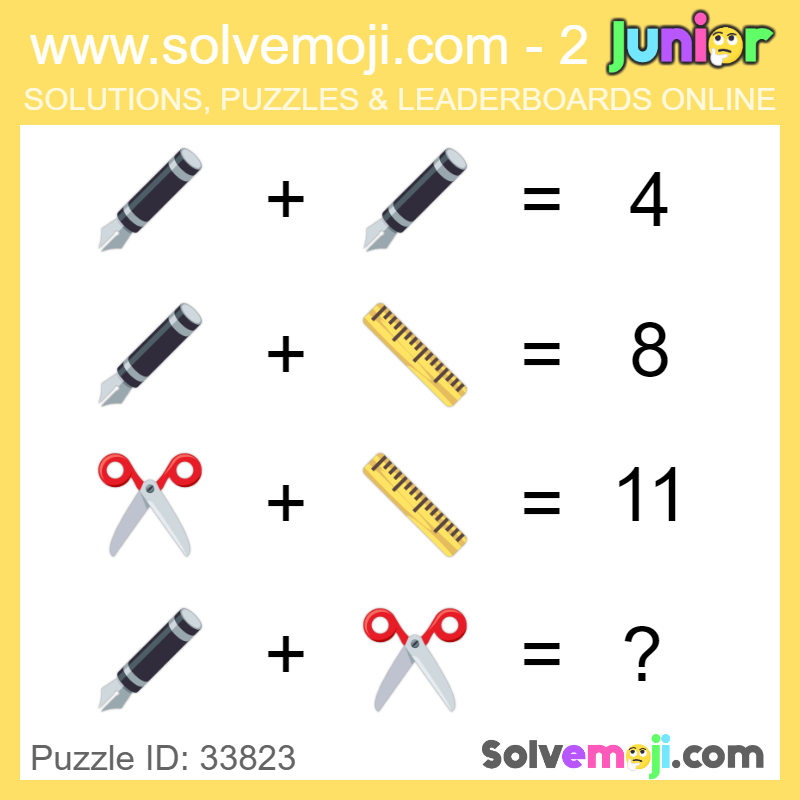 www.solvemoji.com - 2 Junior
SOLUTIONS, PUZZLES & LEADERBOARDS ONLINE
+ = 4
+ = 8
+ = 11
+ = ?
Puzzle ID: 33823 Solvemoji.com